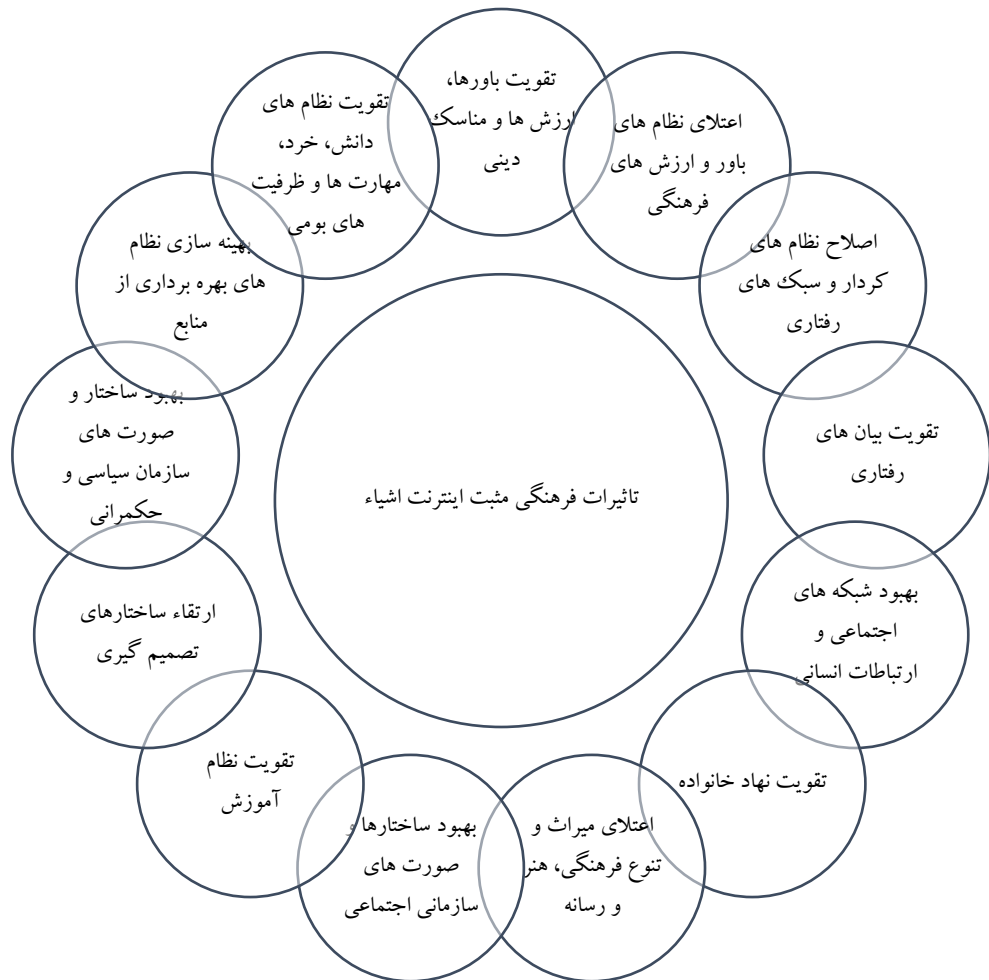 تقویت باورها،
ارزش ها و مناسک
دینی
اعتلای نظام های
باور و ارزش های
فرهنگی
اصلاح نظام های
کردار و سبک های
رفتاری
تقویت بیان های
رفتاری
بهبود شبکه های
اجتماعی و
ارتباطات انسانی
تقویت نهاد خانواده
اعتلای میراث و
تنوع فرهنگی، هنر
و رسانه
بهبود ساختارها و
صورت های
سازمانی اجتماعی
تقویت نظام
آموزش
ارتقاء ساختارهای
تصمیم گیری
بهبود ساختار و
صورت های
سازمان سیاسی و
حکمرانی
بهینه سازی نظام
های بهره برداری از
منابع
تقویت نظام های
دانش، خرد،
مهارت ها و ظرفیت
های بومی
تاثیرات فرهنگی مثبت اینترنت اشیاء